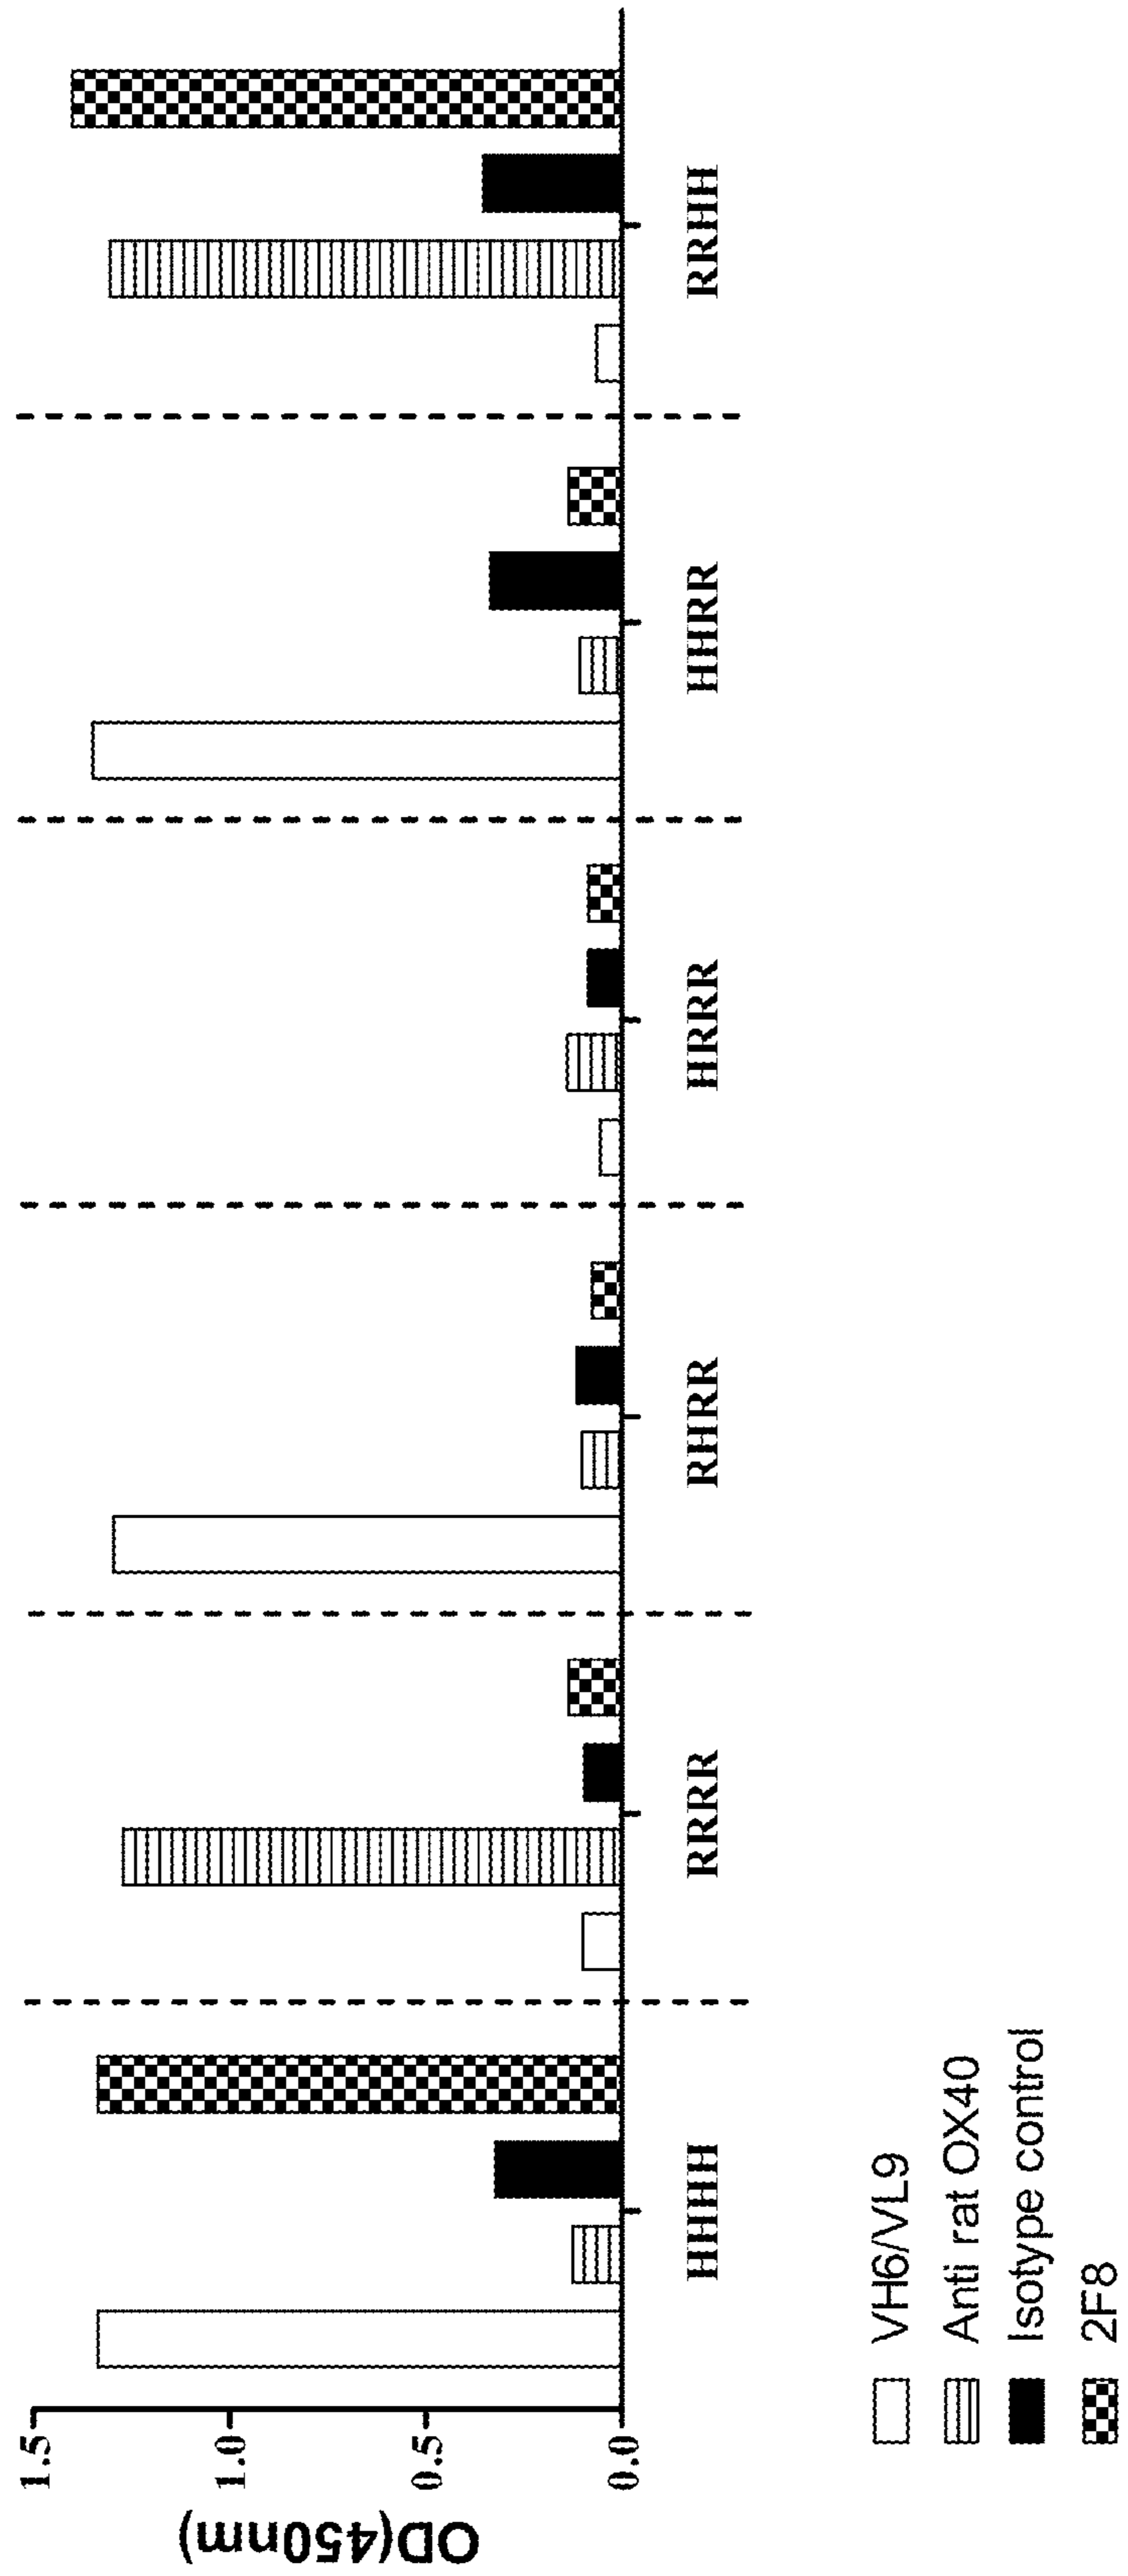 OD(450nm)
1.5
1.0
0.5
0.0
HHHH
RRRR
RHRR
HRRR
HHRR
RRHH
VH6/VL9
Anti rat OX40
Isotype control
2F8